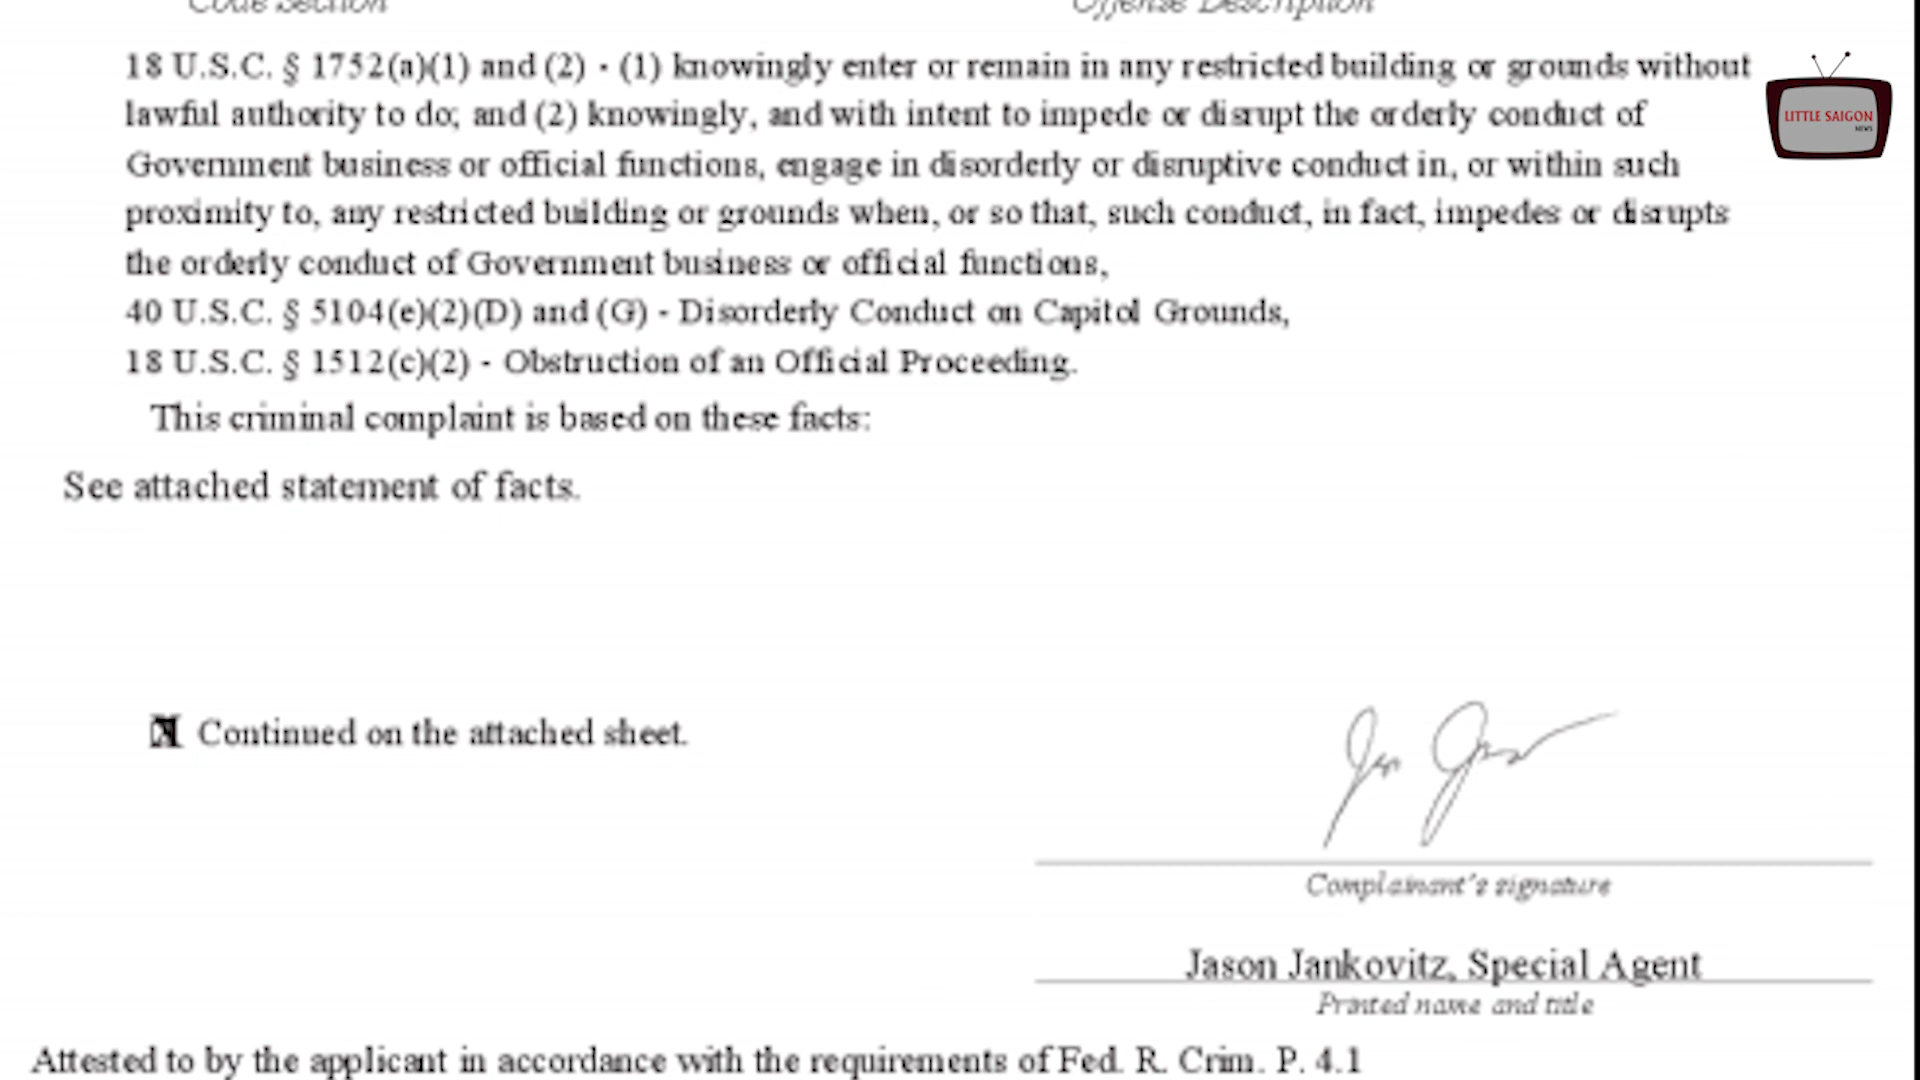 Code Section Offense Description
18 U.S.C. § 1752(a)(1) and (2) - (1) knowingly enter or remain in any restricted building or grounds without
lawful authority to do; and (2) knowingly, and with intent to impede or disrupt the orderly conduct of
Government business or official functions, engage in disorderly or disruptive conduct in, or within such
proximity to, any restricted building or grounds when, or so that, such conduct, in fact, impedes or disrupts
the orderly conduct of Government business or official functions,
40 U.S.C. § 5104(e)(2)(D) and (G) - Disorderly Conduct on Capitol Grounds,
18 U.S.C. § 1512(c)(2) - Obstruction of an Official Proceeding.
This criminal complaint is based on these facts:
See attached statement of facts.
X Continued on the attached sheet.
Complainant's signature
Jason Jankovitz, Special Agent
Printed name and title
Attested to by the applicant in accordance with the requirements of Fed. R. Crim. P. 4.1
LITTLE SAIGON
NEWS